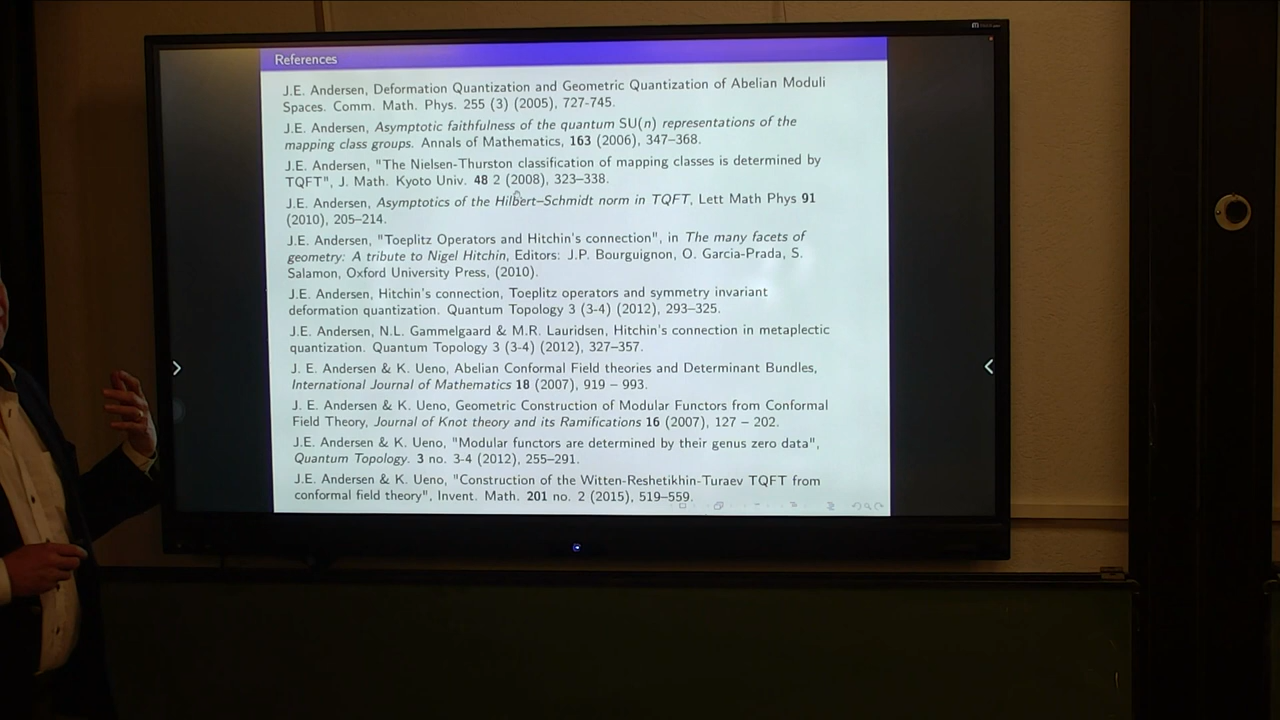 References
J.E. Andersen, Deformation Quantization and Geometric Quantization of Abelian Moduli
Spaces. Comm. Math. Phys. 255 (3) (2005), 727-745.
J.E. Andersen, Asymptotic faithfulness of the quantum SU(n) representations of the
mapping class groups. Annals of Mathematics, 163 (2006), 347–368.
J.E. Andersen, "The Nielsen-Thurston classification of mapping classes is determined by
TQFT", J. Math. Kyoto Univ. 48 2 (2008), 323–338.
J.E. Andersen, Asymptotics of the Hilbert–Schmidt norm in TQFT, Lett Math Phys 91
(2010), 205–214.
J.E. Andersen, "Toeplitz Operators and Hitchin's connection", in The many facets of
geometry: A tribute to Nigel Hitchin, Editors: J.P. Bourguignon, O. Garcia-Prada, S.
Salamon, Oxford University Press, (2010).
J.E. Andersen, Hitchin's connection, Toeplitz operators and symmetry invariant
deformation quantization. Quantum Topology 3 (3-4) (2012), 293–325.
J.E. Andersen, N.L. Gammelgaard & M.R. Lauridsen, Hitchin's connection in metaplectic
quantization. Quantum Topology 3 (3-4) (2012), 327–357.
J. E. Andersen & K. Ueno, Abelian Conformal Field theories and Determinant Bundles,
International Journal of Mathematics 18 (2007), 919 – 993.
J. E. Andersen & K. Ueno, Geometric Construction of Modular Functors from Conformal
Field Theory, Journal of Knot theory and its Ramifications 16 (2007), 127 – 202.
J.E. Andersen & K. Ueno, "Modular functors are determined by their genus zero data",
Quantum Topology. 3 no. 3-4 (2012), 255–291.
J.E. Andersen & K. Ueno, "Construction of the Witten-Reshetikhin-Turaev TQFT from
conformal field theory", Invent. Math. 201 no. 2 (2015), 519–559.